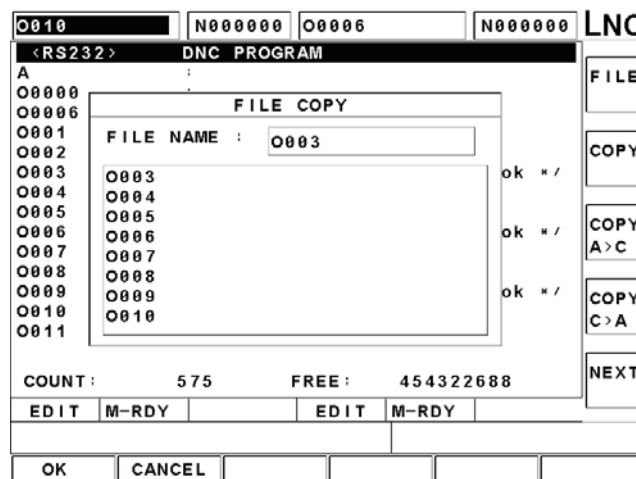 O010 N000000 O0006 N000000 LNC
<RS232> DNC PROGRAM
A :
O0000
O0006
O001
O002
O003 ok */
O004
O005
O006 ok */
O007
O008
O009 ok */
O010
O011
FILE COPY
FILE NAME : O003
O003
O004
O005
O006
O007
O008
O009
O010
COUNT: 575 FREE: 454322688
EDIT M-RDY EDIT M-RDY
OK CANCEL
FILE
COPY
COPY
A>C
COPY
C>A
NEXT